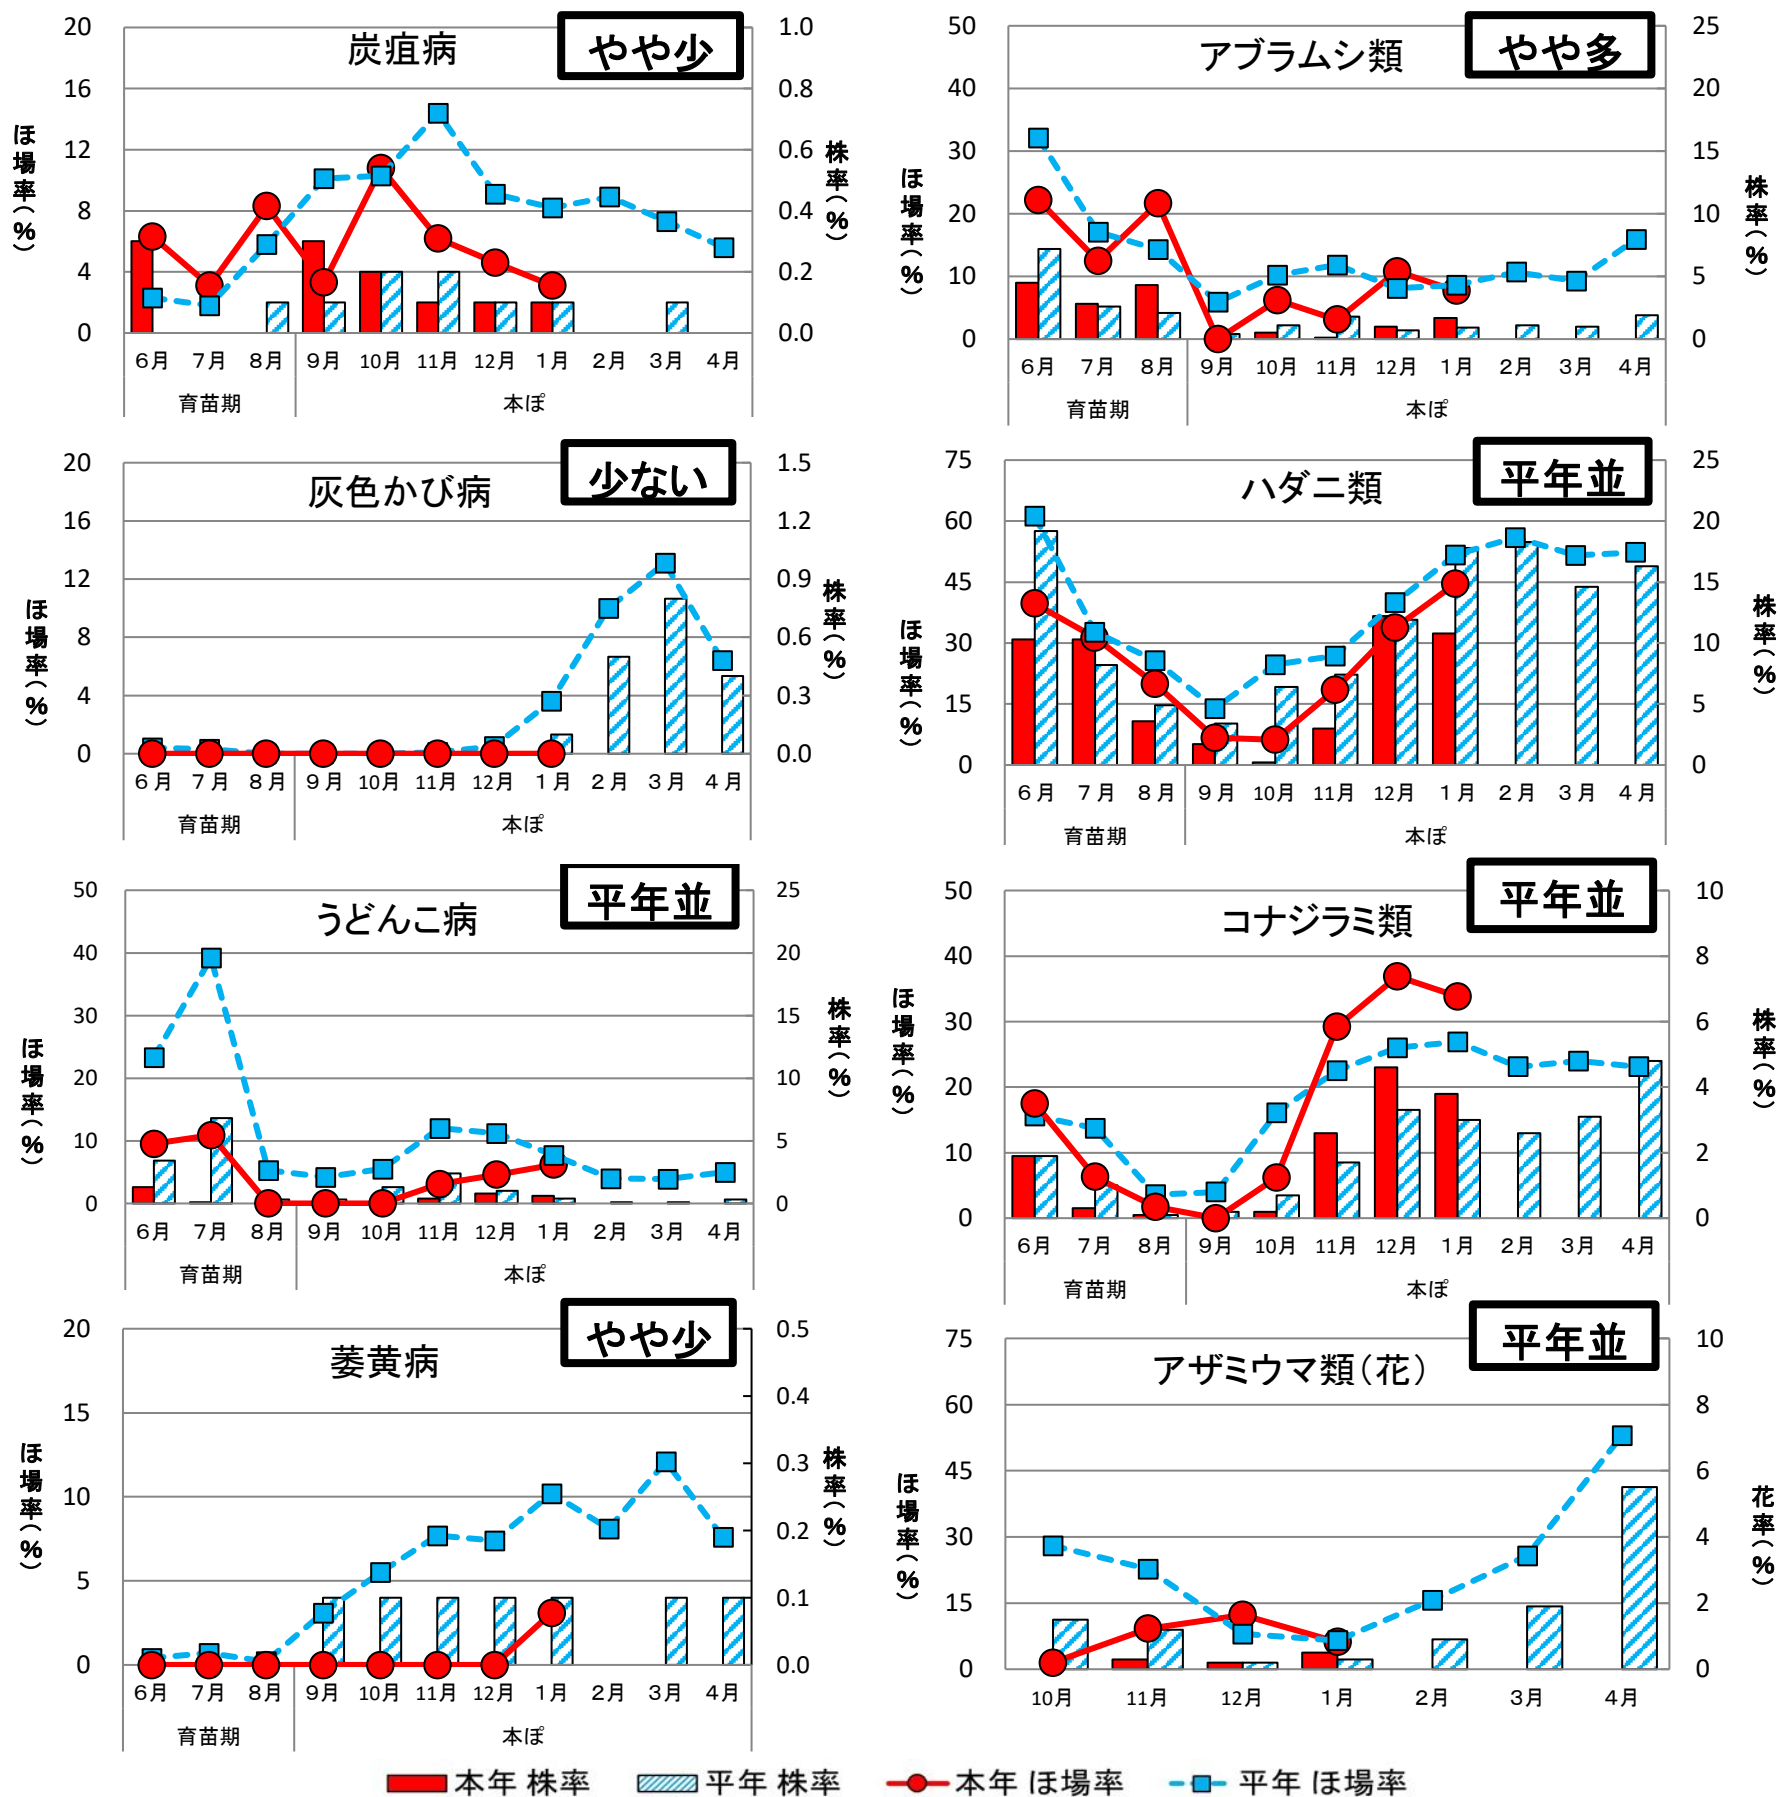 炭疽病
やや少
20
16
12
8
4
0
1.0
0.8
0.6
0.4
0.2
0.0
ほ場率(%)
株率(%)
6月 7月 8月 9月 10月 11月 12月 1月 2月 3月 4月
育苗期 本ぽ
アブラムシ類
やや多
50
40
30
20
10
0
25
20
15
10
5
0
ほ場率(%)
株率(%)
6月 7月 8月 9月 10月 11月 12月 1月 2月 3月 4月
育苗期 本ぽ
灰色かび病
少ない
20
16
12
8
4
0
1.5
1.2
0.9
0.6
0.3
0.0
ほ場率(%)
株率(%)
6月 7月 8月 9月 10月 11月 12月 1月 2月 3月 4月
育苗期 本ぽ
ハダニ類
平年並
75
60
45
30
15
0
25
20
15
10
5
0
ほ場率(%)
株率(%)
6月 7月 8月 9月 10月 11月 12月 1月 2月 3月 4月
育苗期 本ぽ
うどんこ病
平年並
50
40
30
20
10
0
25
20
15
10
5
0
ほ場率(%)
株率(%)
6月 7月 8月 9月 10月 11月 12月 1月 2月 3月 4月
育苗期 本ぽ
コナジラミ類
平年並
50
40
30
20
10
0
10
8
6
4
2
0
ほ場率(%)
株率(%)
6月 7月 8月 9月 10月 11月 12月 1月 2月 3月 4月
育苗期 本ぽ
萎黄病
やや少
20
15
10
5
0
0.5
0.4
0.3
0.2
0.1
0.0
ほ場率(%)
株率(%)
6月 7月 8月 9月 10月 11月 12月 1月 2月 3月 4月
育苗期 本ぽ
アザミウマ類(花)
平年並
75
60
45
30
15
0
10
8
6
4
2
0
ほ場率(%)
花率(%)
10月 11月 12月 1月 2月 3月 4月
本年 株率 平年 株率 本年 ほ場率 平年 ほ場率